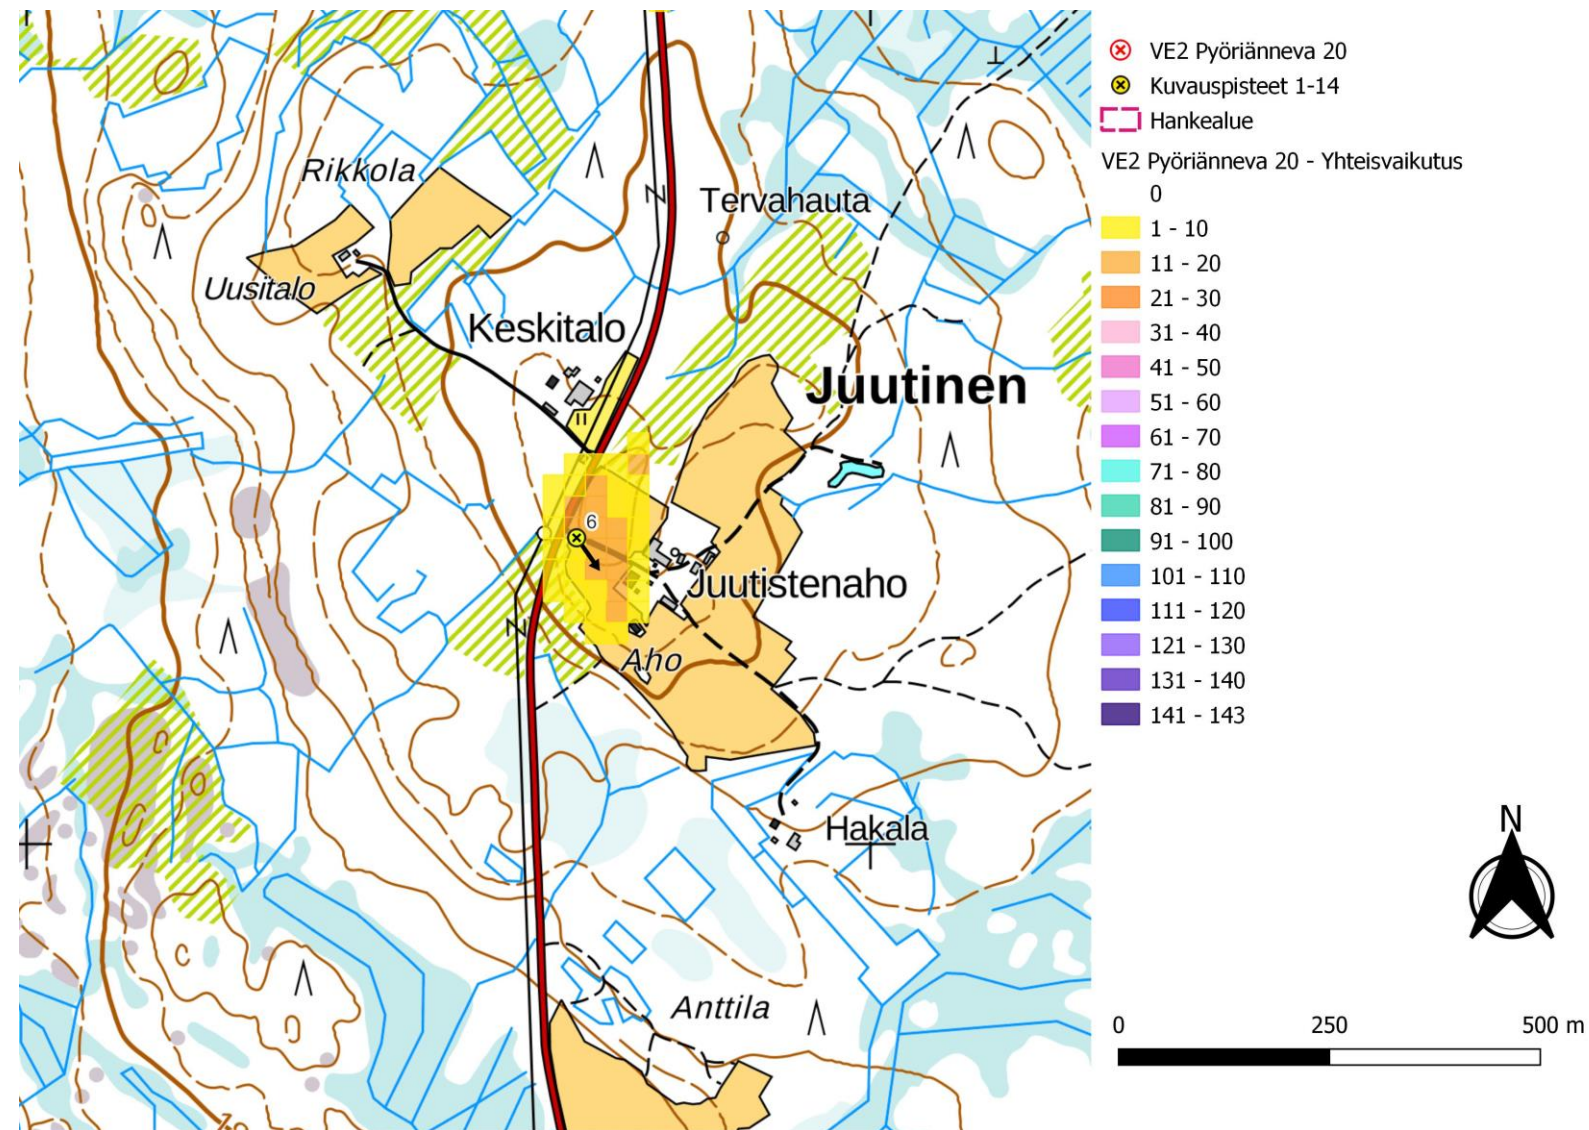 Rikkola
Tervahauta
Uusitalo
Keskitalo
Juutinen
6
Juutistenaho
Aho
Hakala
Anttila
VE2 Pyöriänneva 20
Kuvauspisteet 1-14
Hankealue
VE2 Pyöriänneva 20 - Yhteisvaikutus
0
1 - 10
11 - 20
21 - 30
31 - 40
41 - 50
51 - 60
61 - 70
71 - 80
81 - 90
91 - 100
101 - 110
111 - 120
121 - 130
131 - 140
141 - 143
N
0 250 500 m